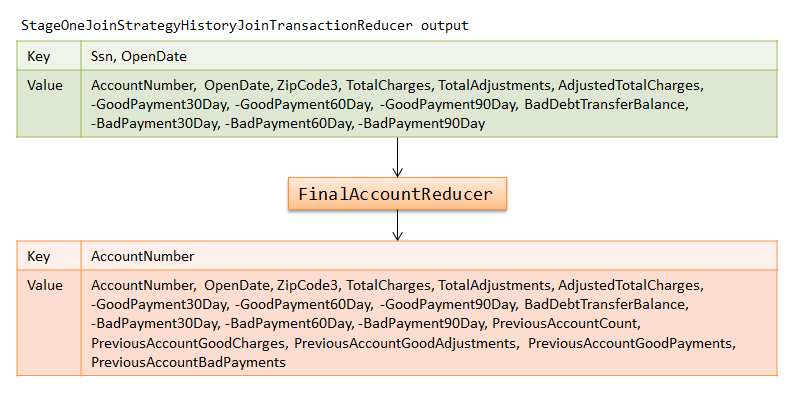 StageOneJoinStrategyHistoryJoinTransactionReducer output
Key Ssn, OpenDate
Value AccountNumber, OpenDate, ZipCode3, TotalCharges, TotalAdjustments, AdjustedTotalCharges,
-GoodPayment30Day, -GoodPayment60Day, -GoodPayment90Day, BadDebtTransferBalance,
-BadPayment30Day, -BadPayment60Day, -BadPayment90Day
FinalAccountReducer
Key AccountNumber
Value AccountNumber, OpenDate, ZipCode3, TotalCharges, TotalAdjustments, AdjustedTotalCharges,
-GoodPayment30Day, -GoodPayment60Day, -GoodPayment90Day, BadDebtTransferBalance,
-BadPayment30Day, -BadPayment60Day, -BadPayment90Day, PreviousAccountCount,
PreviousAccountGoodCharges, PreviousAccountGoodAdjustments, PreviousAccountGoodPayments,
PreviousAccountBadPayments